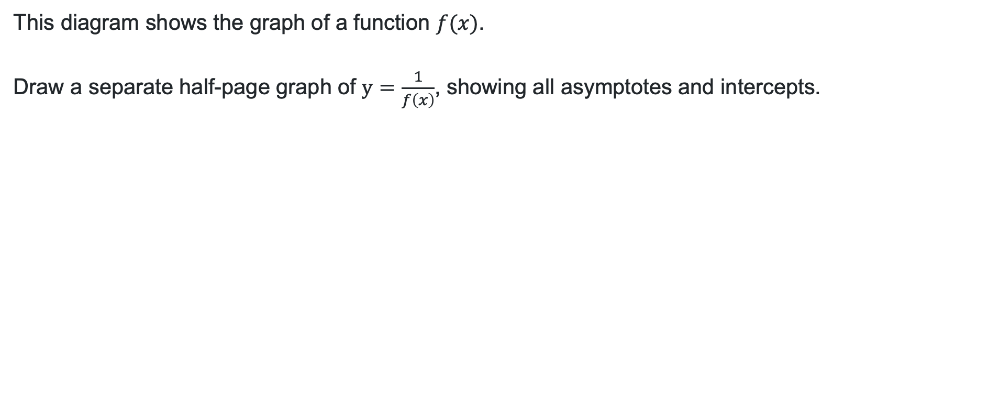 This diagram shows the graph of a function f(x).
Draw a separate half-page graph of y = 1/f(x), showing all asymptotes and intercepts.